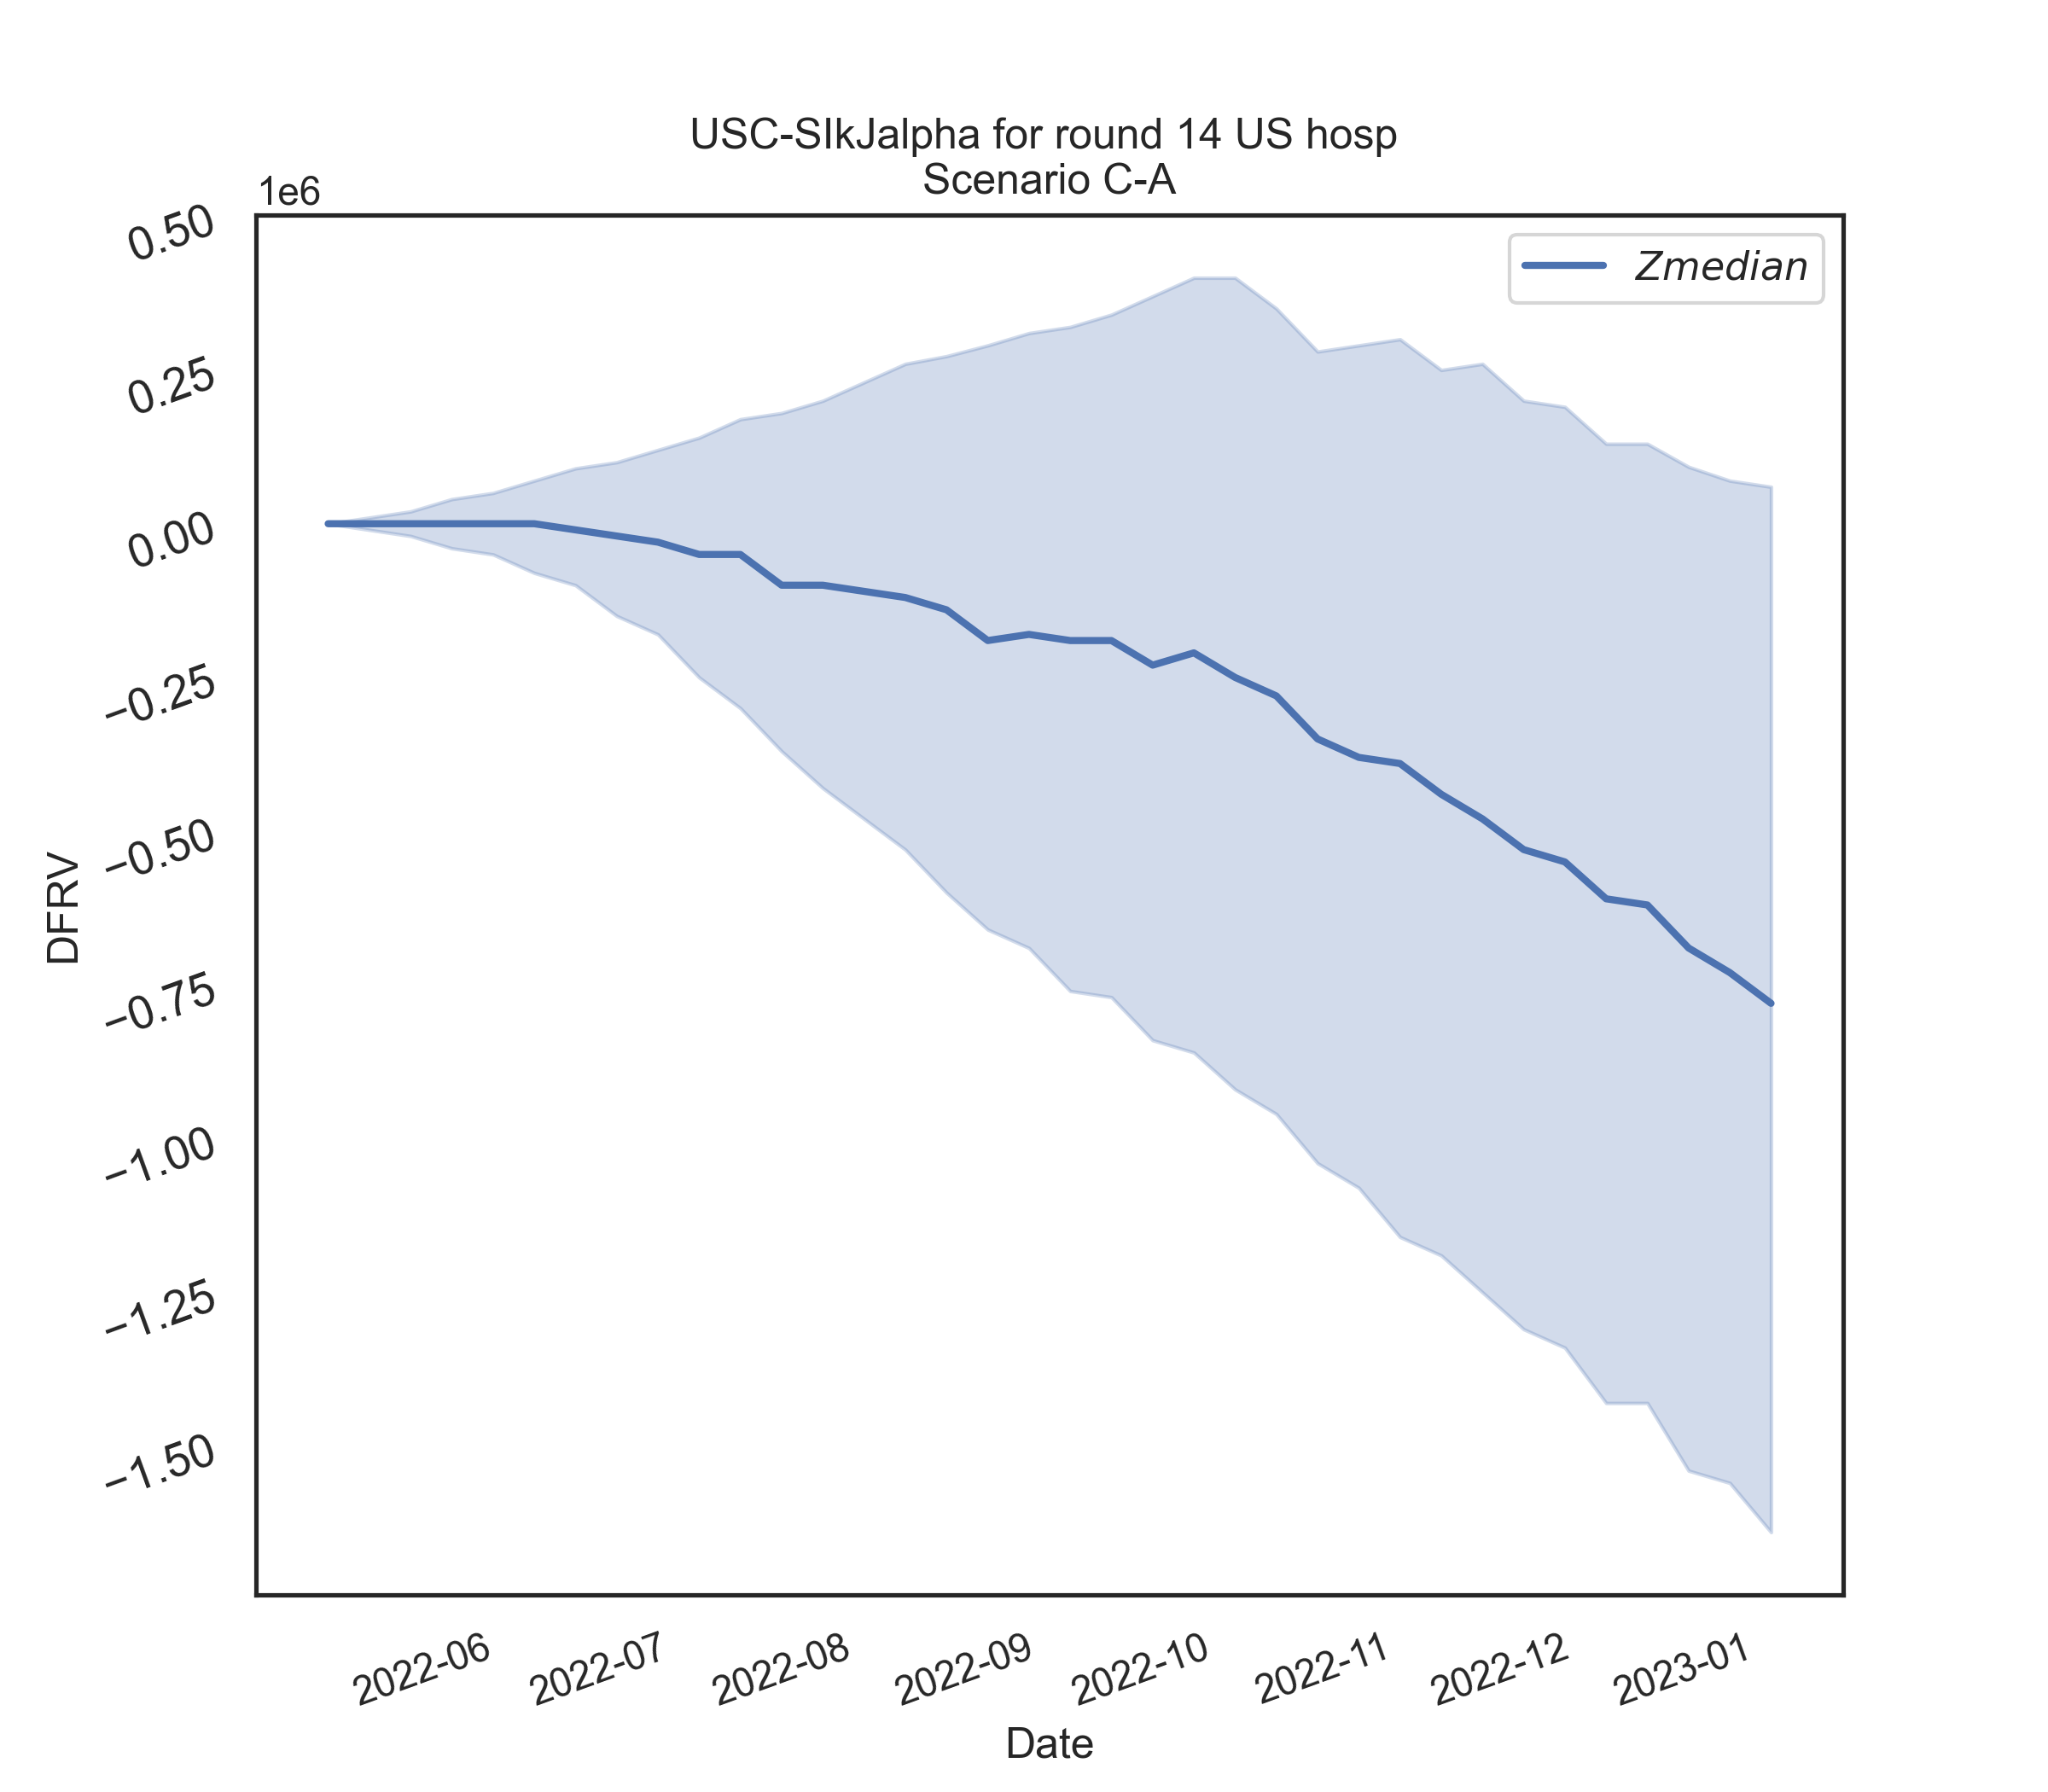 USC-SIkJalpha for round 14 US hosp
Scenario C-A
1e6
0.50
0.25
0.00
−0.25
−0.50
−0.75
−1.00
−1.25
−1.50
DFRV
Zmedian
2022-06
2022-07
2022-08
2022-09
2022-10
2022-11
2022-12
2023-01
Date